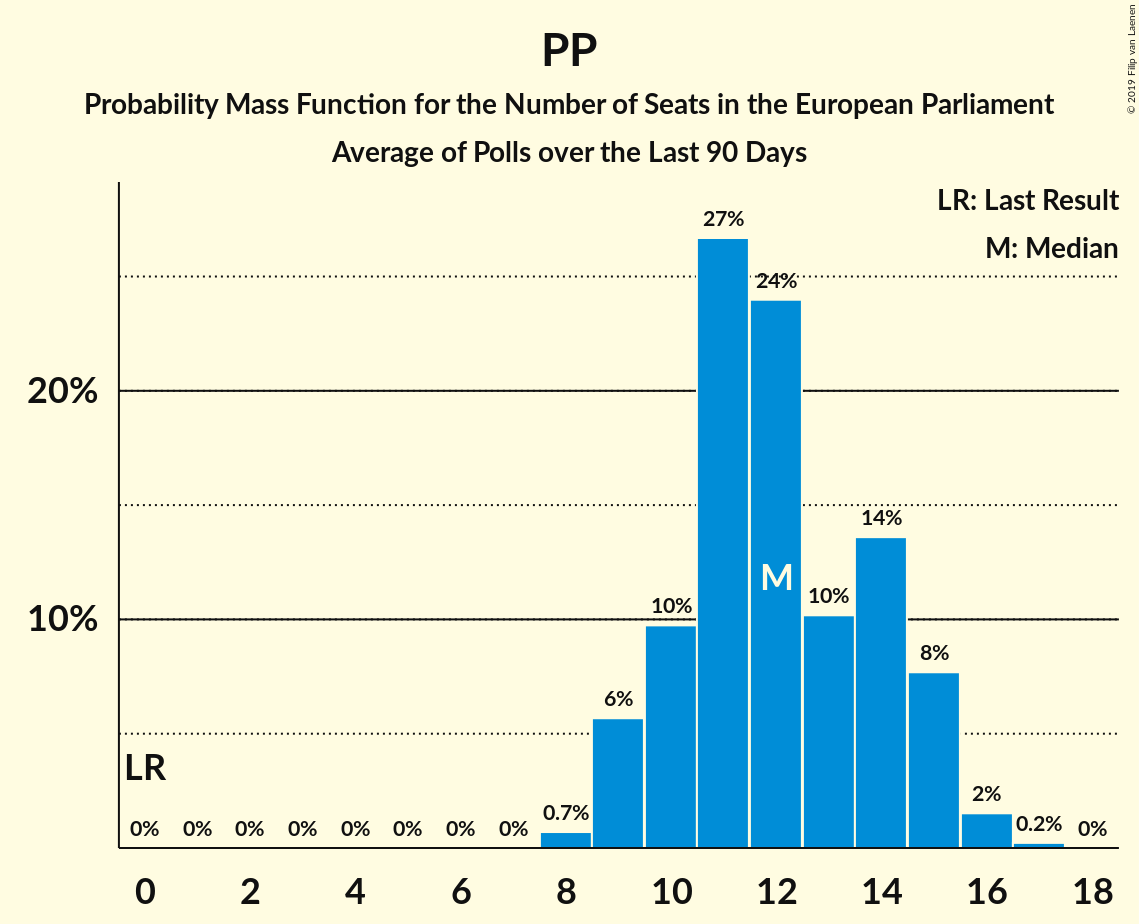 © 2019 Filip van Laenen
PP
Probability Mass Function for the Number of Seats in the European Parliament
Average of Polls over the Last 90 Days
LR: Last Result
M: Median
27%
24%
20%
14%
M
10%
10%
10%
8%
6%
LR
2%
0.7%
0.2%
0% 0% 0% 0% 0% 0% 0% 0% 0%
0 2 4 6 8 10 12 14 16 18